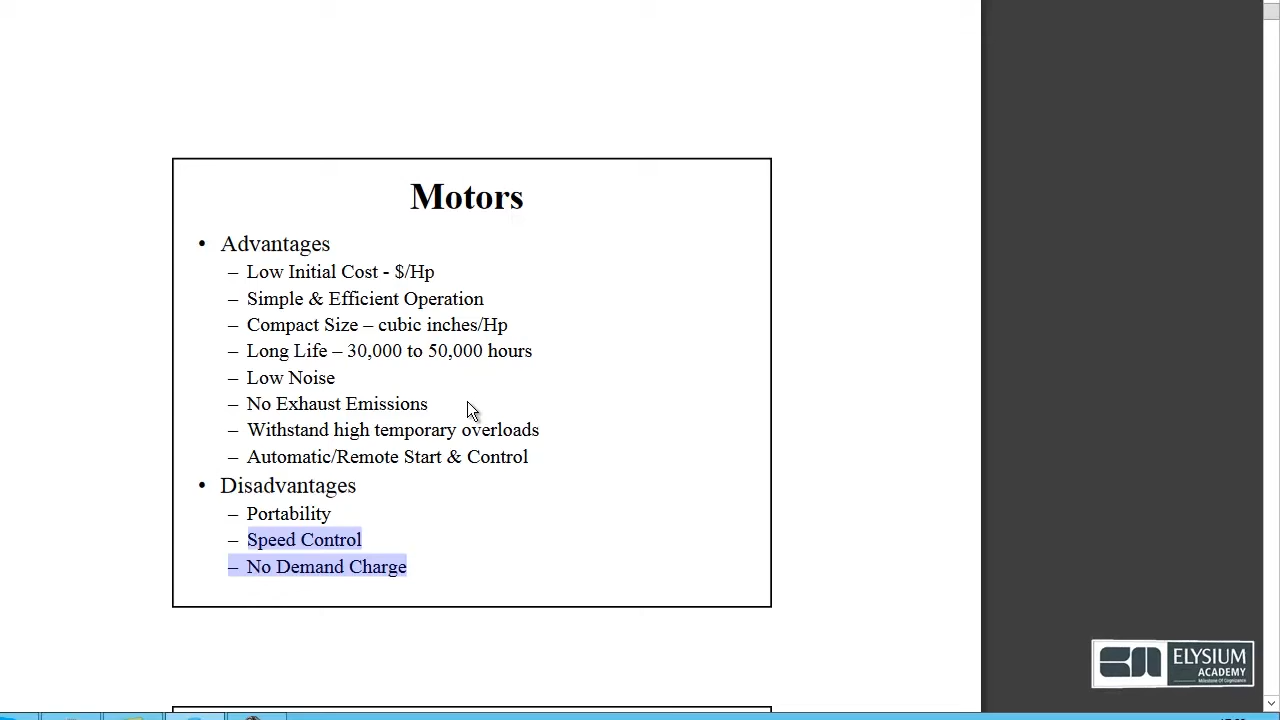 Motors
• Advantages
– Low Initial Cost - $/Hp
– Simple & Efficient Operation
– Compact Size – cubic inches/Hp
– Long Life – 30,000 to 50,000 hours
– Low Noise
– No Exhaust Emissions
– Withstand high temporary overloads
– Automatic/Remote Start & Control
• Disadvantages
– Portability
– Speed Control
– No Demand Charge
ELYSIUM
ACADEMY